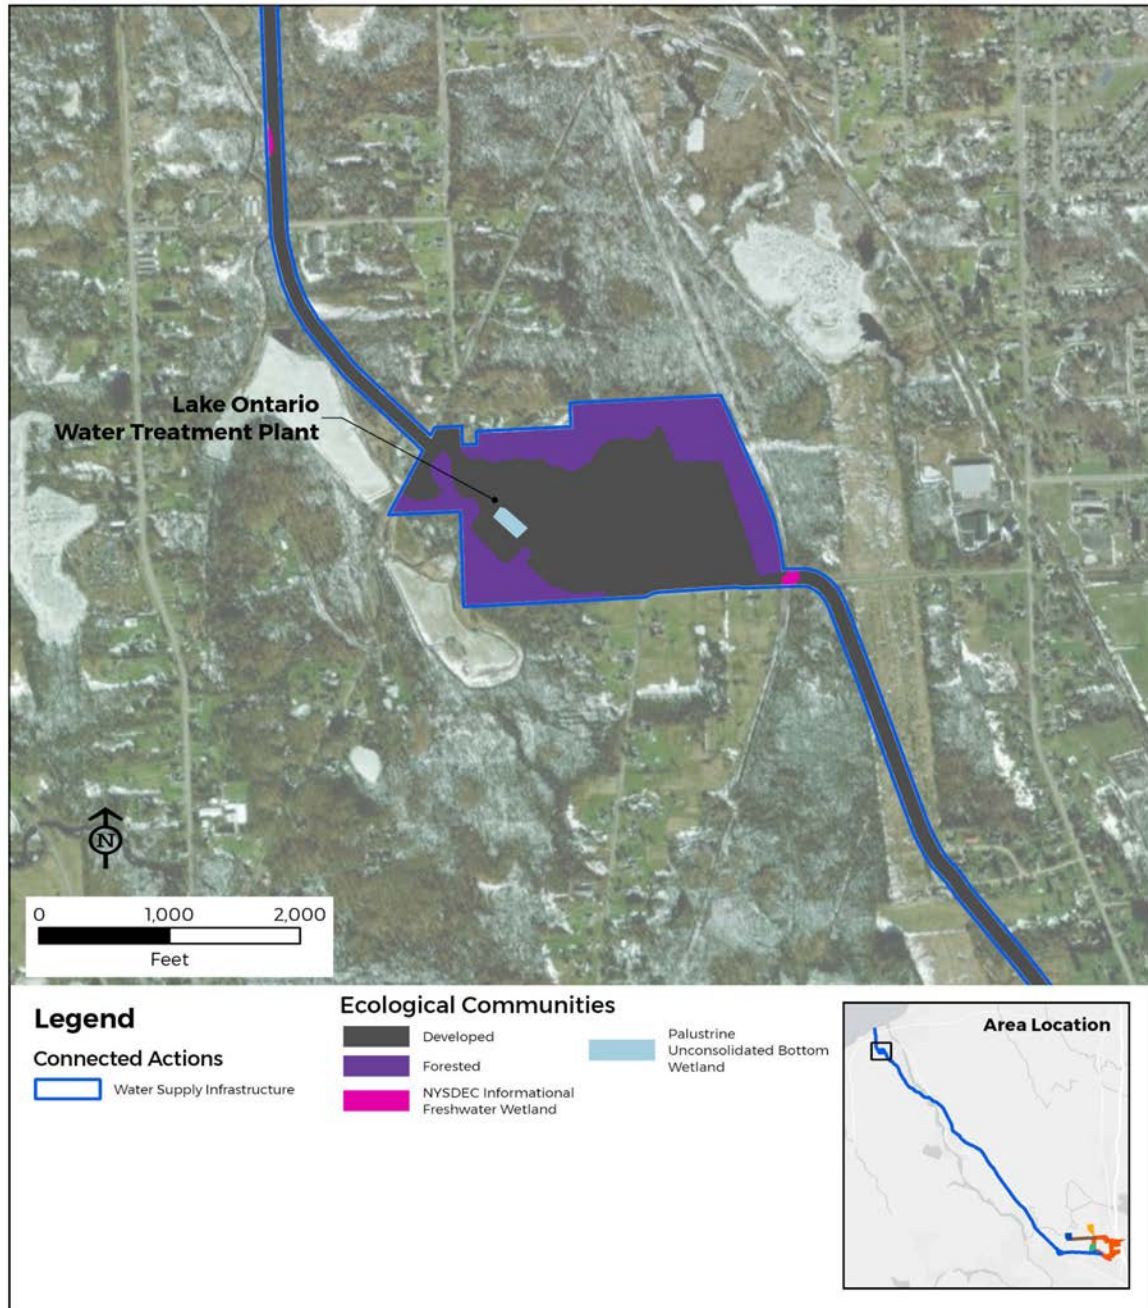 Lake Ontario
Water Treatment Plant
N
0 1,000 2,000
Feet
Legend
Connected Actions
Water Supply Infrastructure
Ecological Communities
Developed
Forested
NYSDEC Informational
Freshwater Wetland
Palustrine
Unconsolidated Bottom
Wetland
Area Location